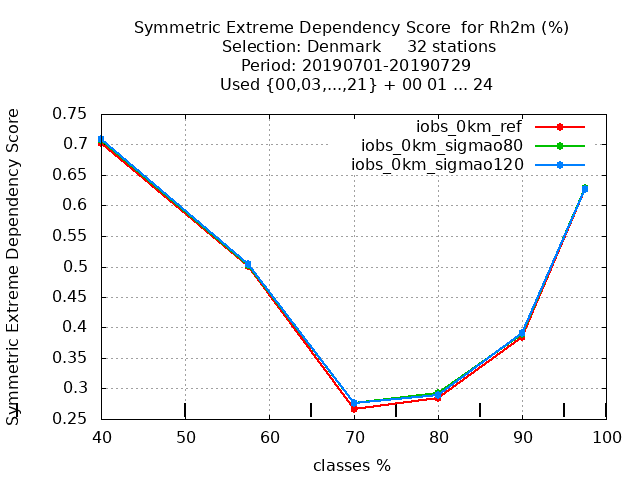 Symmetric Extreme Dependency Score  for Rh2m (%)
Selection: Denmark     32 stations
Period: 20190701-20190729
Used {00,03,...,21} + 00 01 ... 24
Symmetric Extreme Dependency Score
0.75
0.7
0.65
0.6
0.55
0.5
0.45
0.4
0.35
0.3
0.25
iobs_0km_ref
iobs_0km_sigmao80
iobs_0km_sigmao120
40 50 60 70 80 90 100
classes %